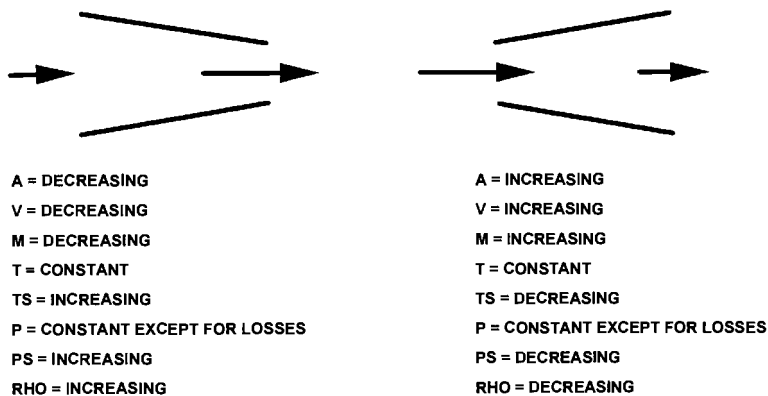 A = DECREASING
V = DECREASING
M = DECREASING
T = CONSTANT
TS = INCREASING
P = CONSTANT EXCEPT FOR LOSSES
PS = INCREASING
RHO = INCREASING
A = INCREASING
V = INCREASING
M = INCREASING
T = CONSTANT
TS = DECREASING
P = CONSTANT EXCEPT FOR LOSSES
PS = DECREASING
RHO = DECREASING